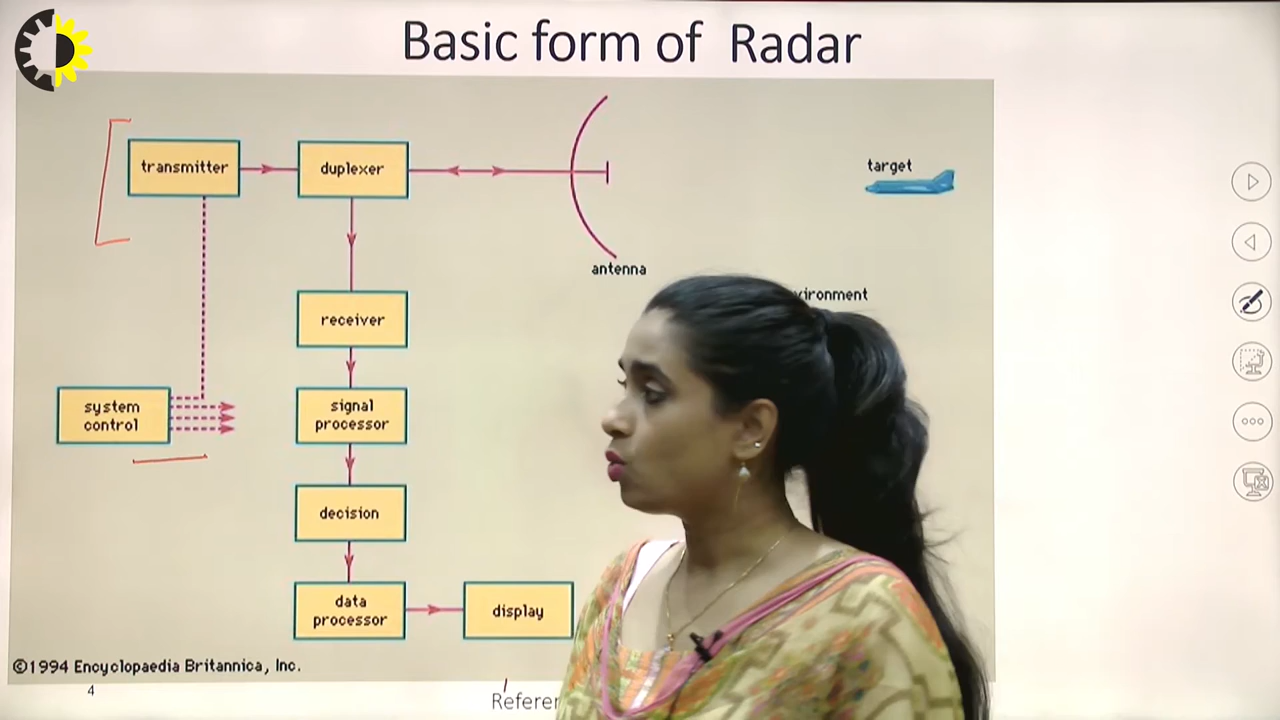 Basic form of Radar
transmitter
duplexer
target
antenna
receiver
system
control
signal
processor
decision
data
processor
display
©1994 Encyclopaedia Britannica, Inc.
4